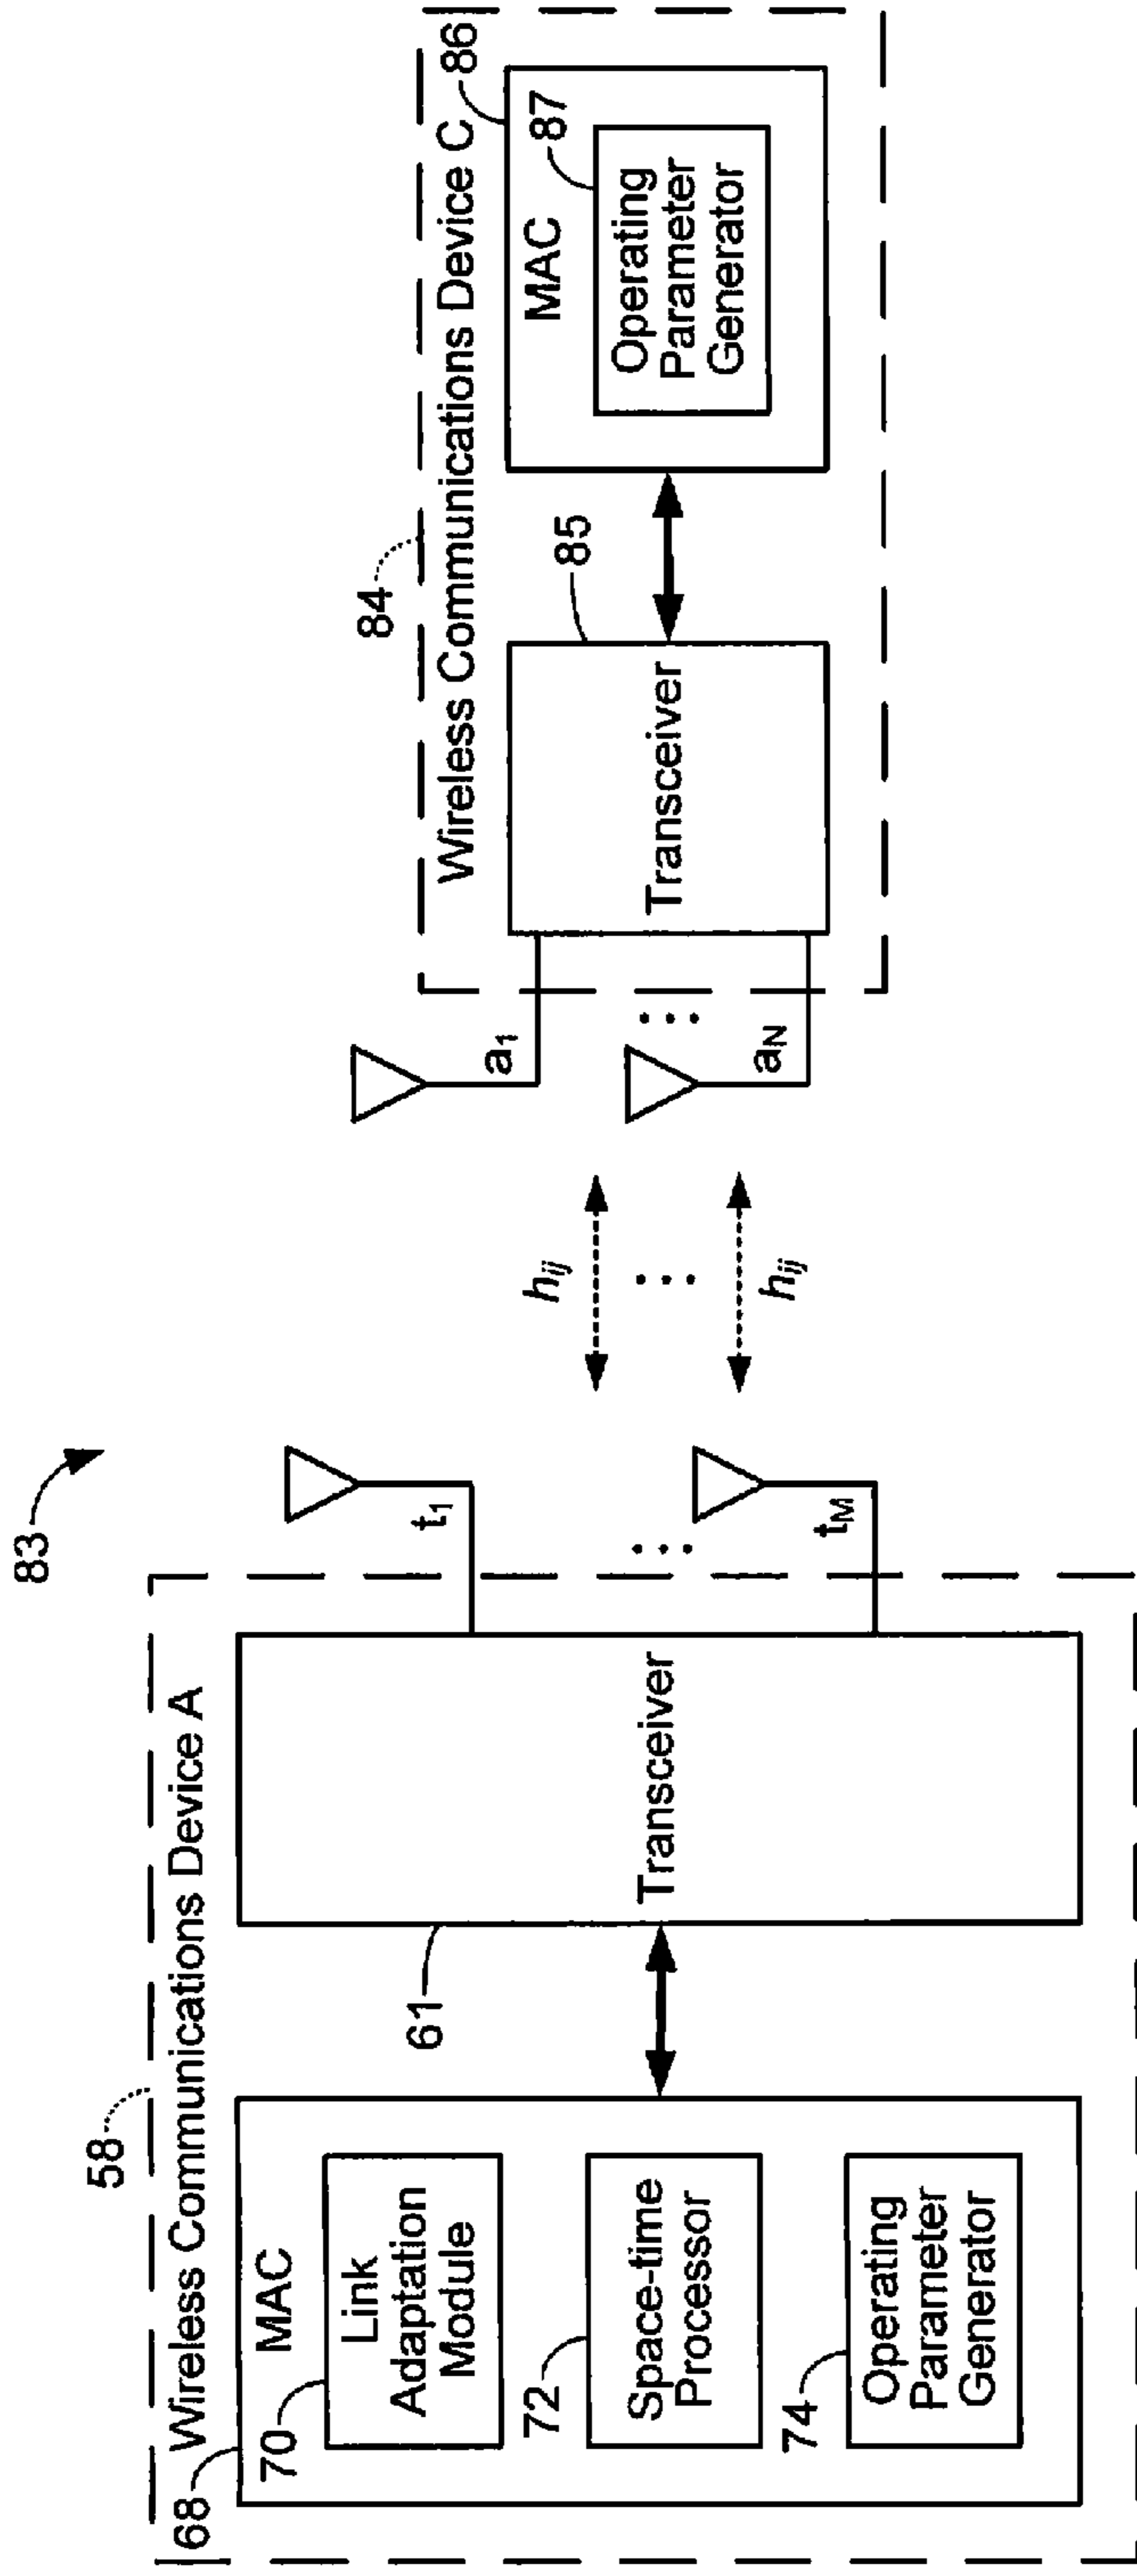 83
58
Wireless Communications Device A
68
MAC
70
Link
Adaptation
Module
72
Space-time
Processor
74
Operating
Parameter
Generator
61
Transceiver
t1
⋮
tM
hij
⋮
hij
84
Wireless Communications Device C
a1
⋮
aN
85
Transceiver
86
MAC
87
Operating
Parameter
Generator